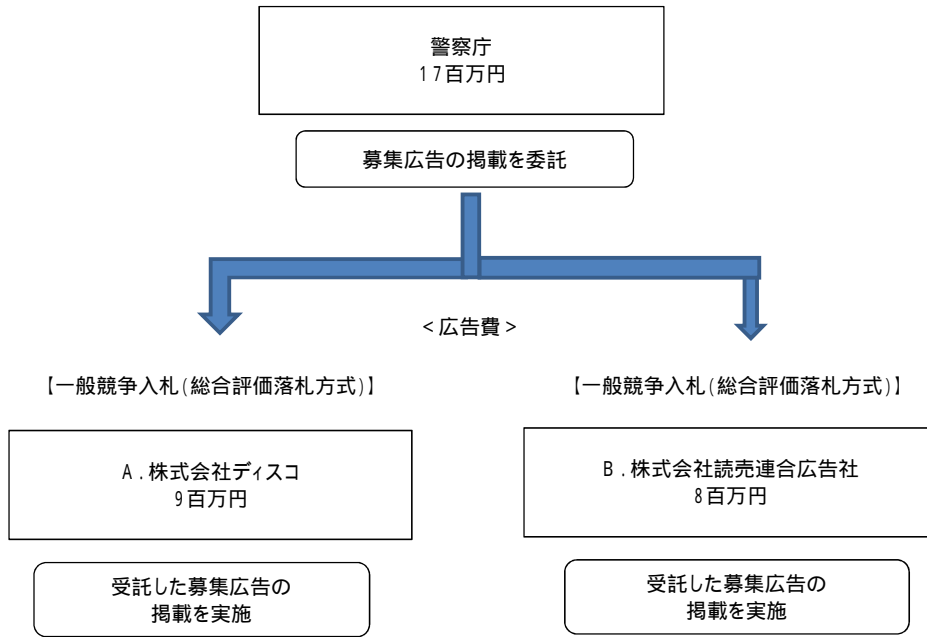 警察庁
17百万円
募集広告の掲載を委託
<広告費>
【一般競争入札(総合評価落札方式)】
【一般競争入札(総合評価落札方式)】
A.株式会社ディスコ
9百万円
B.株式会社読売連合広告社
8百万円
受託した募集広告の
掲載を実施
受託した募集広告の
掲載を実施